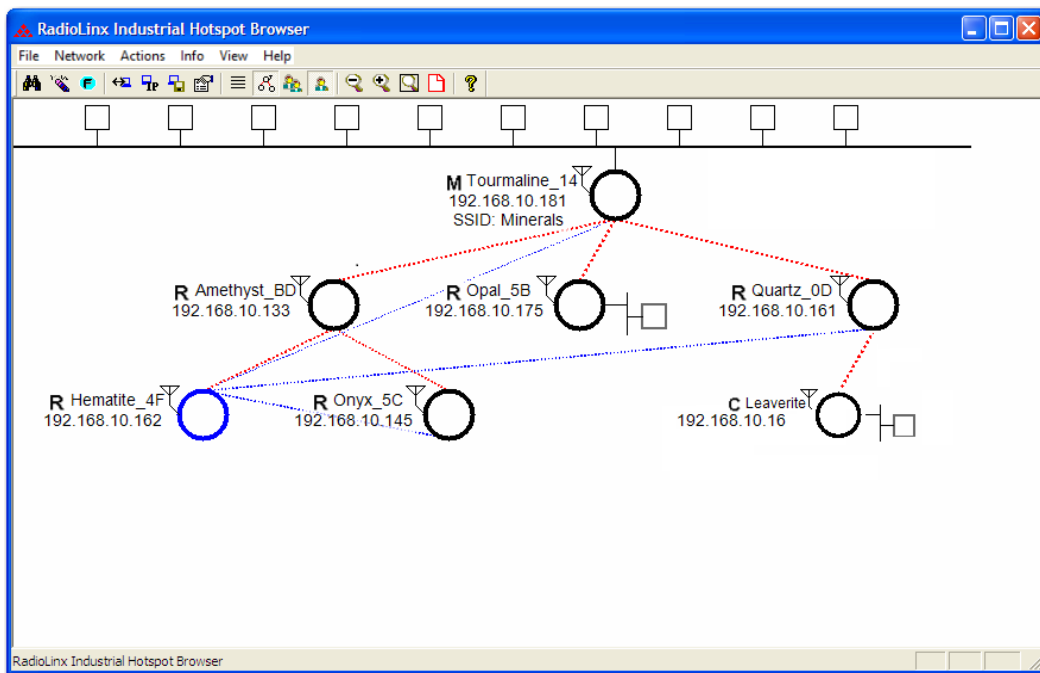 RadioLinx Industrial Hotspot Browser
File Network Actions Info View Help
F IP ?
M Tourmaline_14
192.168.10.181
SSID: Minerals
R Amethyst_BD
192.168.10.133
R Opal_5B
192.168.10.175
R Quartz_0D
192.168.10.161
R Hematite_4F
192.168.10.162
R Onyx_5C
192.168.10.145
C Leaverite
192.168.10.16
RadioLinx Industrial Hotspot Browser